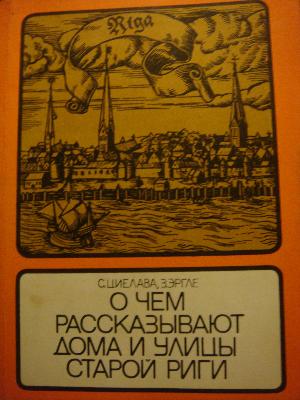 Riga
С. ЦИЕЛАВА, З. ЭРГЛЕ
О ЧЕМ
РАССКАЗЫВАЮТ
ДОМА И УЛИЦЫ
СТАРОЙ РИГИ